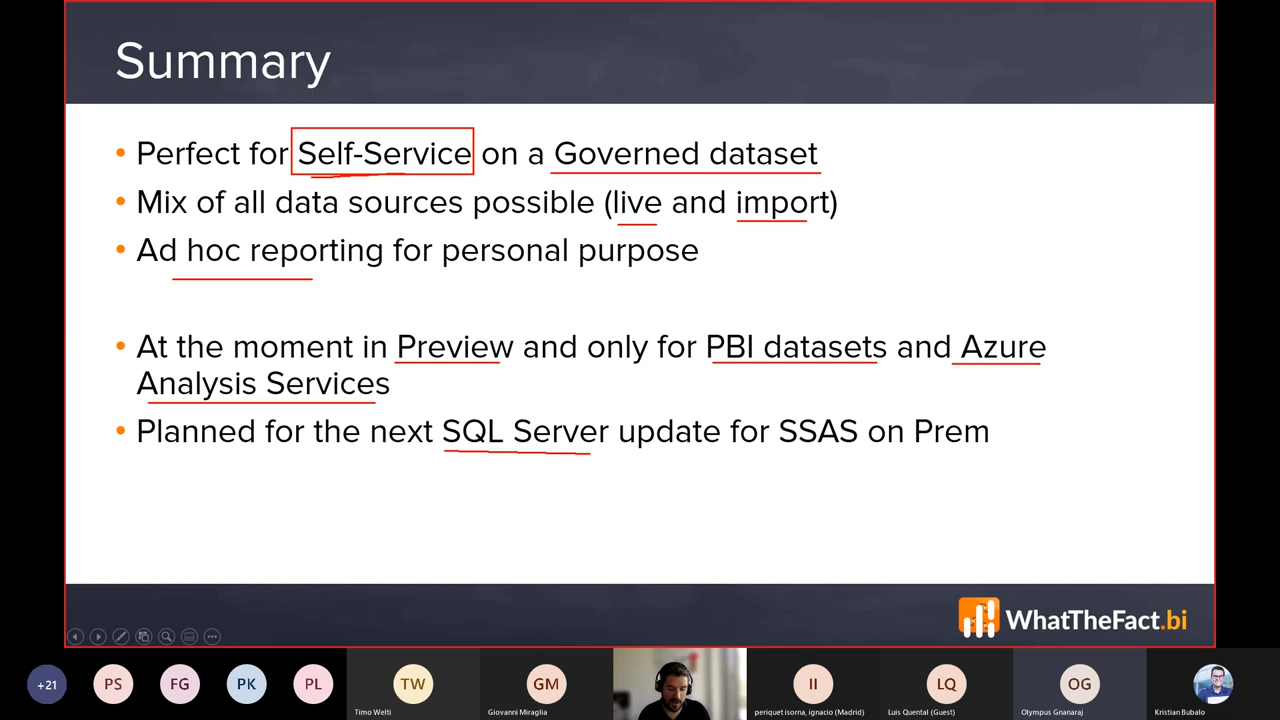 Summary
• Perfect for Self-Service on a Governed dataset
• Mix of all data sources possible (live and import)
• Ad hoc reporting for personal purpose
• At the moment in Preview and only for PBI datasets and Azure
Analysis Services
• Planned for the next SQL Server update for SSAS on Prem
WhatTheFact.bi
+21 PS FG PK PL TW GM II LQ OG
Timo Welti Giovanni Miraglia periquet isorna, ignacio (Madrid) Luis Quental (Guest) Olympus Gnanaraj Kristian Bubalo